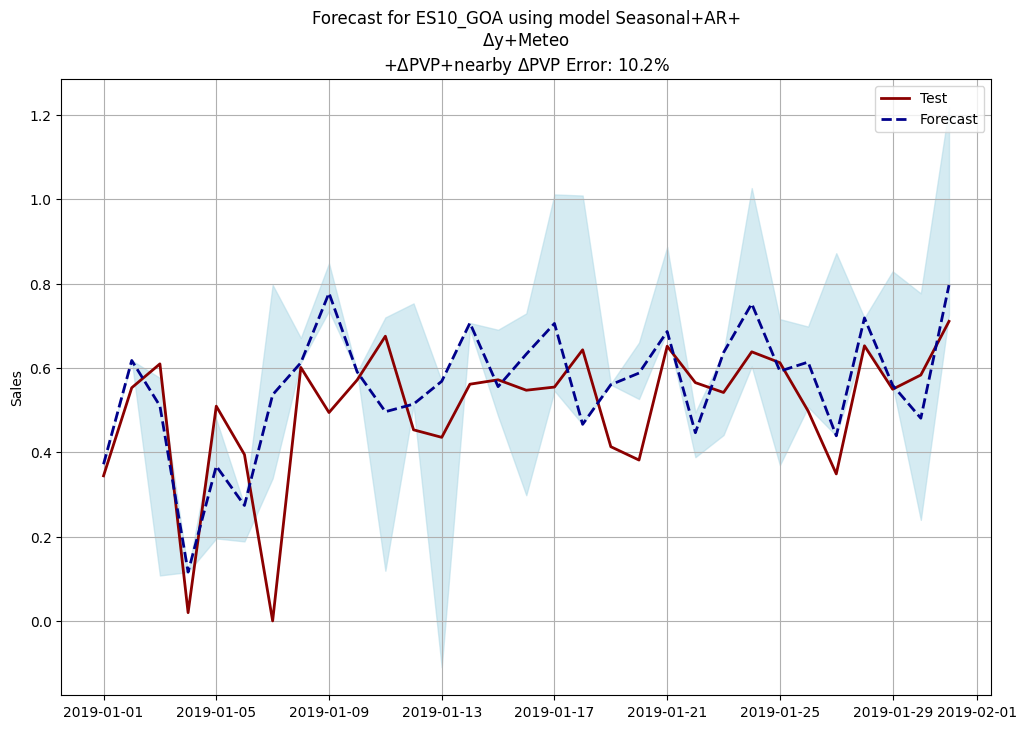 Forecast for ES10_GOA using model Seasonal+AR+
Δy+Meteo
+ΔPVP+nearby ΔPVP Error: 10.2%
Test
Forecast
Sales
1.2
1.0
0.8
0.6
0.4
0.2
0.0
2019-01-01 2019-01-05 2019-01-09 2019-01-13 2019-01-17 2019-01-21 2019-01-25 2019-01-29 2019-02-01